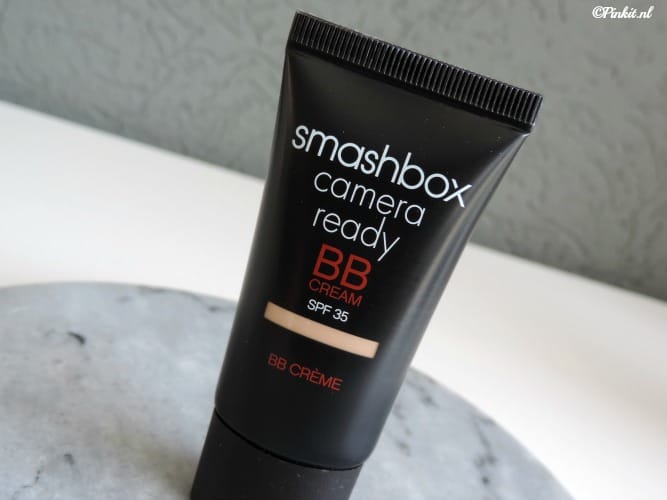 ©Pinkit.nl
smashbox
camera
ready
BB
CREAM
SPF 35
BB CRÈME